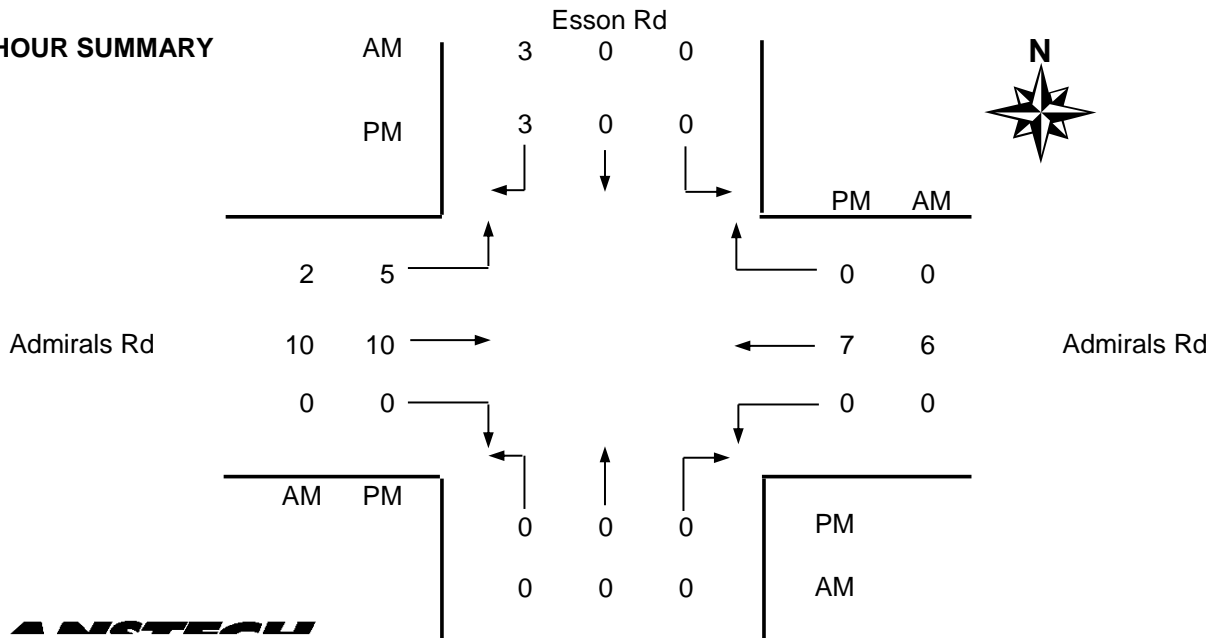 Esson Rd
HOUR SUMMARY AM 3 0 0 N
PM 3 0 0
PM AM
2 5 0 0
Admirals Rd 10 10 7 6 Admirals Rd
0 0 0 0
AM PM
0 0 0 PM
0 0 0 AM